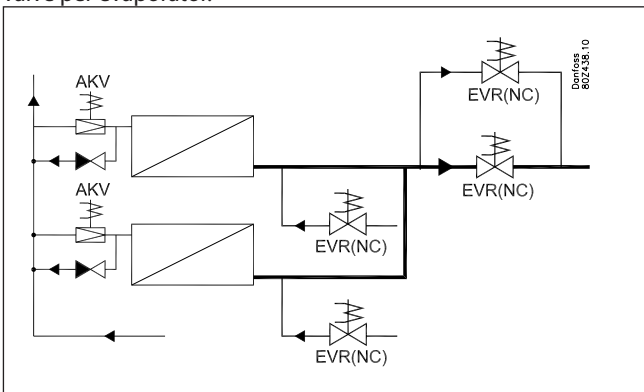 valve per evaporator.
AKV
EVR(NC)
Danfoss
80Z438.10
EVR(NC)
AKV
EVR(NC)
EVR(NC)